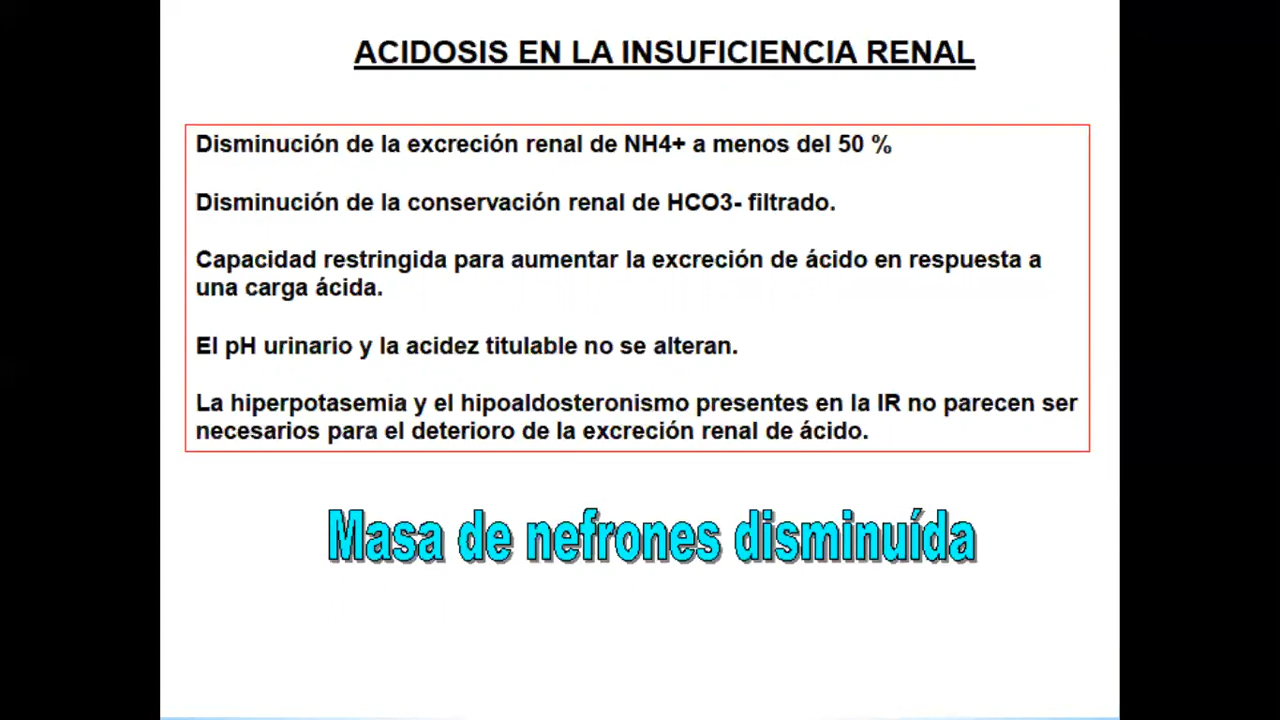 ACIDOSIS EN LA INSUFICIENCIA RENAL
Disminución de la excreción renal de NH4+ a menos del 50 %
Disminución de la conservación renal de HCO3- filtrado.
Capacidad restringida para aumentar la excreción de ácido en respuesta a
una carga ácida.
El pH urinario y la acidez titulable no se alteran.
La hiperpotasemia y el hipoaldosteronismo presentes en la IR no parecen ser
necesarios para el deterioro de la excreción renal de ácido.
Masa de nefrones disminuída